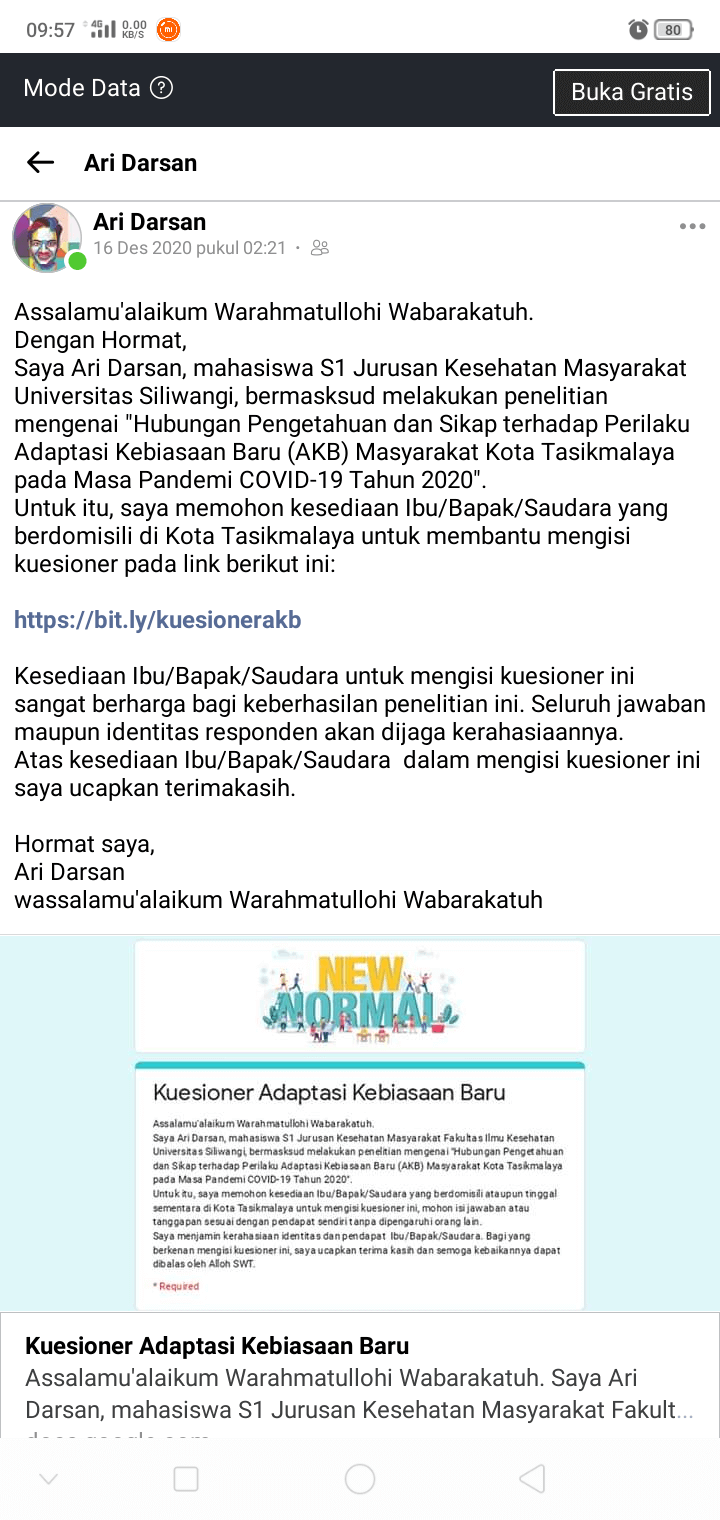 09:57
4G
0.00
KB/S
80
Mode Data
Buka Gratis
Ari Darsan
Ari Darsan
16 Des 2020 pukul 02:21 ·
Assalamu'alaikum Warahmatullohi Wabarakatuh.
Dengan Hormat,
Saya Ari Darsan, mahasiswa S1 Jurusan Kesehatan Masyarakat
Universitas Siliwangi, bermasksud melakukan penelitian
mengenai "Hubungan Pengetahuan dan Sikap terhadap Perilaku
Adaptasi Kebiasaan Baru (AKB) Masyarakat Kota Tasikmalaya
pada Masa Pandemi COVID-19 Tahun 2020".
Untuk itu, saya memohon kesediaan Ibu/Bapak/Saudara yang
berdomisili di Kota Tasikmalaya untuk membantu mengisi
kuesioner pada link berikut ini:
https://bit.ly/kuesionerakb
Kesediaan Ibu/Bapak/Saudara untuk mengisi kuesioner ini
sangat berharga bagi keberhasilan penelitian ini. Seluruh jawaban
maupun identitas responden akan dijaga kerahasiaannya.
Atas kesediaan Ibu/Bapak/Saudara  dalam mengisi kuesioner ini
saya ucapkan terimakasih.
Hormat saya,
Ari Darsan
wassalamu'alaikum Warahmatullohi Wabarakatuh
NEW
NORMAL
Kuesioner Adaptasi Kebiasaan Baru
Assalamu'alaikum Warahmatullohi Wabarakatuh.
Saya Ari Darsan, mahasiswa S1 Jurusan Kesehatan Masyarakat Fakultas Ilmu Kesehatan
Universitas Siliwangi, bermasksud melakukan penelitian mengenai "Hubungan Pengetahuan
dan Sikap terhadap Perilaku Adaptasi Kebiasaan Baru (AKB) Masyarakat Kota Tasikmalaya
pada Masa Pandemi COVID-19 Tahun 2020".
Untuk itu, saya memohon kesediaan Ibu/Bapak/Saudara yang berdomisili ataupun tinggal
sementara di Kota Tasikmalaya untuk mengisi kuesioner ini, mohon isi jawaban atau
tanggapan sesuai dengan pendapat sendiri tanpa dipengaruhi orang lain.
Saya menjamin kerahasiaan identitas dan pendapat Ibu/Bapak/Saudara. Bagi yang
berkenan mengisi kuesioner ini, saya ucapkan terima kasih dan semoga kebaikannya dapat
dibalas oleh Alloh SWT.
* Required
Kuesioner Adaptasi Kebiasaan Baru
Assalamu'alaikum Warahmatullohi Wabarakatuh. Saya Ari
Darsan, mahasiswa S1 Jurusan Kesehatan Masyarakat Fakult...